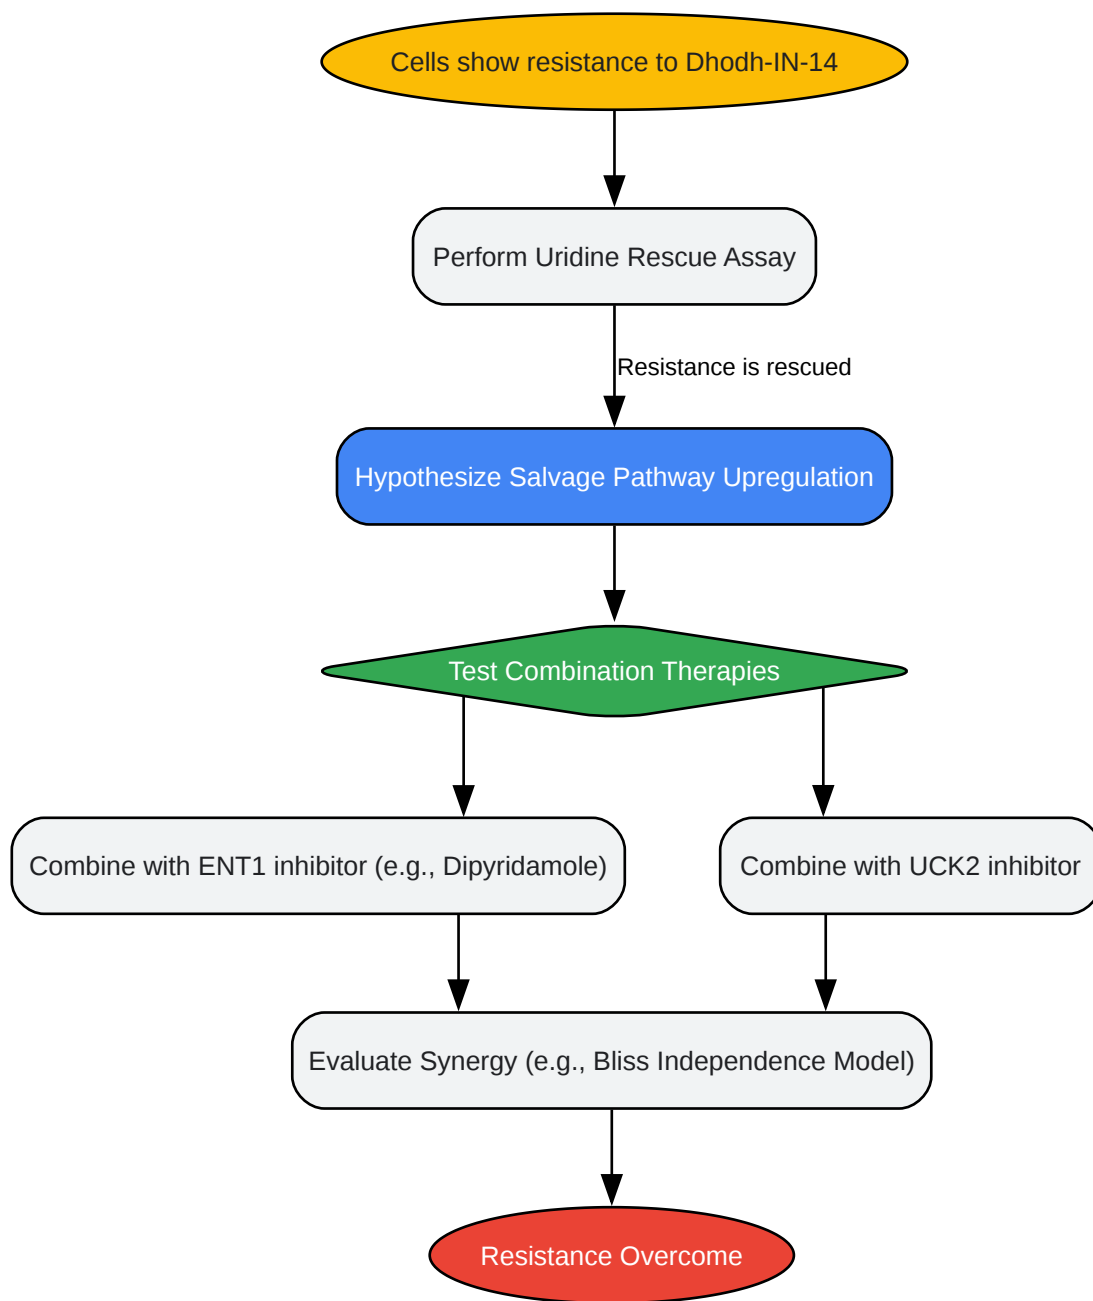 Cells show resistance to Dhodh-IN-14
Perform Uridine Rescue Assay
Resistance is rescued
Hypothesize Salvage Pathway Upregulation
Test Combination Therapies
Combine with ENT1 inhibitor (e.g., Dipyridamole)
Combine with UCK2 inhibitor
Evaluate Synergy (e.g., Bliss Independence Model)
Resistance Overcome